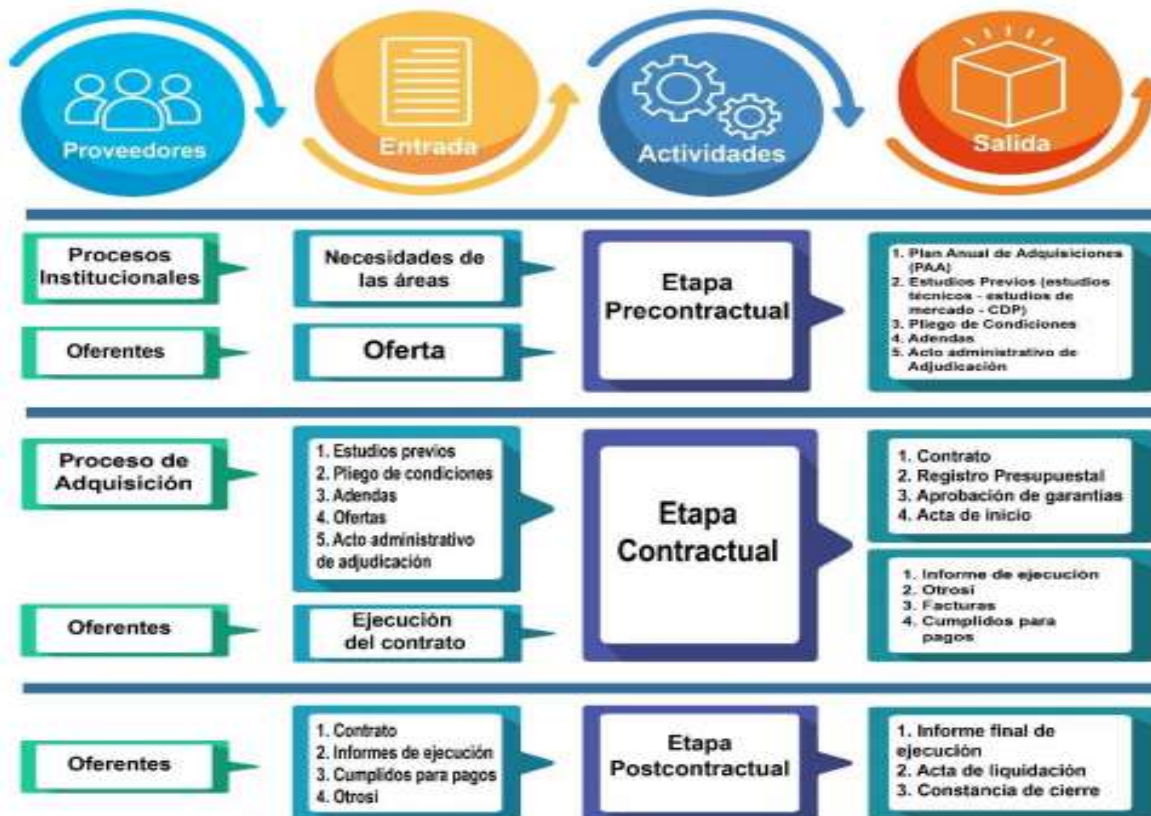 Proveedores
Entrada
Actividades
Salida
Procesos
Institucionales
Necesidades de
las áreas
Etapa
Precontractual
1. Plan Anual de Adquisiciones
(PAA)
2. Estudios Previos (estudios
técnicos - estudios de
mercado - CDP)
3. Pliego de Condiciones
4. Adendas
5. Acto administrativo de
Adjudicación
Oferentes
Oferta
Proceso de
Adquisición
1. Estudios previos
2. Pliego de condiciones
3. Adendas
4. Ofertas
5. Acto administrativo
de adjudicación
Etapa
Contractual
1. Contrato
2. Registro Presupuestal
3. Aprobación de garantías
4. Acta de inicio
Oferentes
Ejecución
del contrato
1. Informe de ejecución
2. Otrosí
3. Facturas
4. Cumplidos para
pagos
Oferentes
1. Contrato
2. Informes de ejecución
3. Cumplidos para pagos
4. Otrosí
Etapa
Postcontractual
1. Informe final de
ejecución
2. Acta de liquidación
3. Constancia de cierre